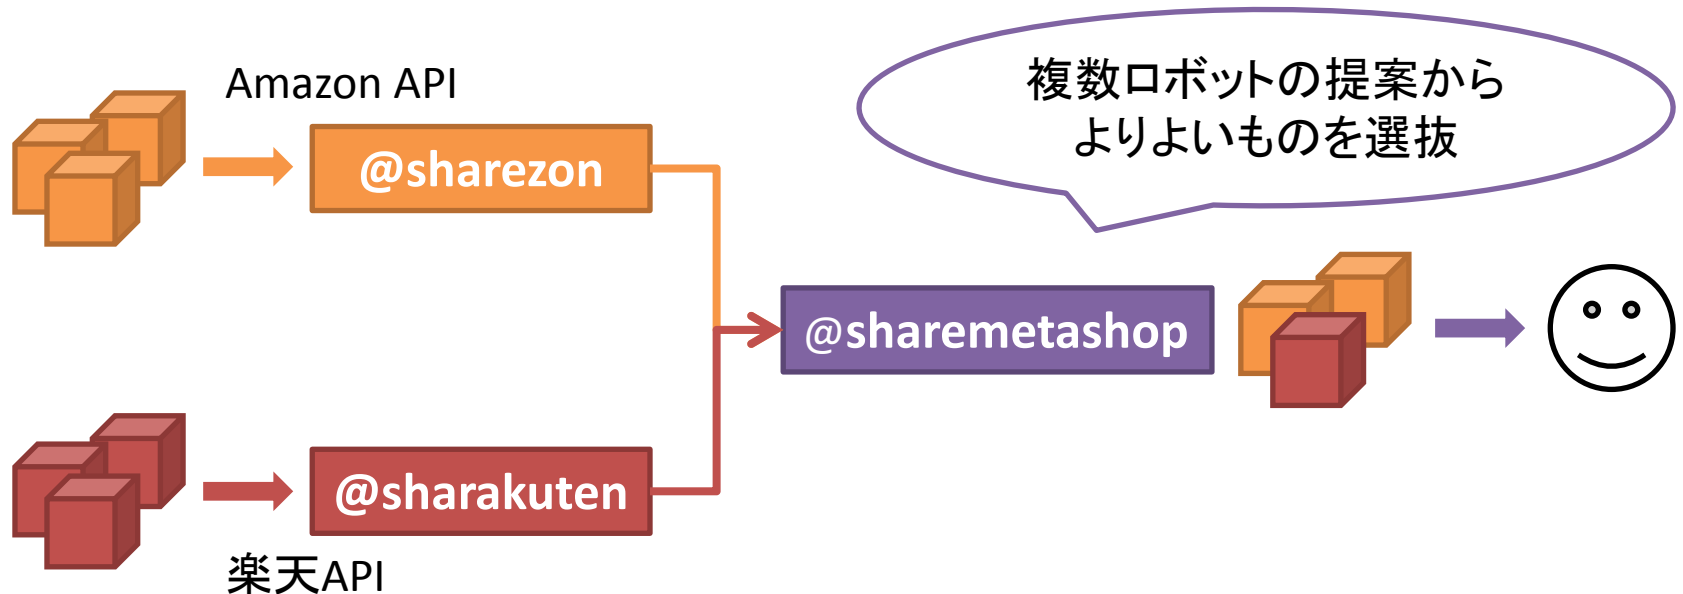 Amazon API
@sharezon
複数ロボットの提案から
よりよいものを選抜
@sharemetashop
@sharakuten
楽天API